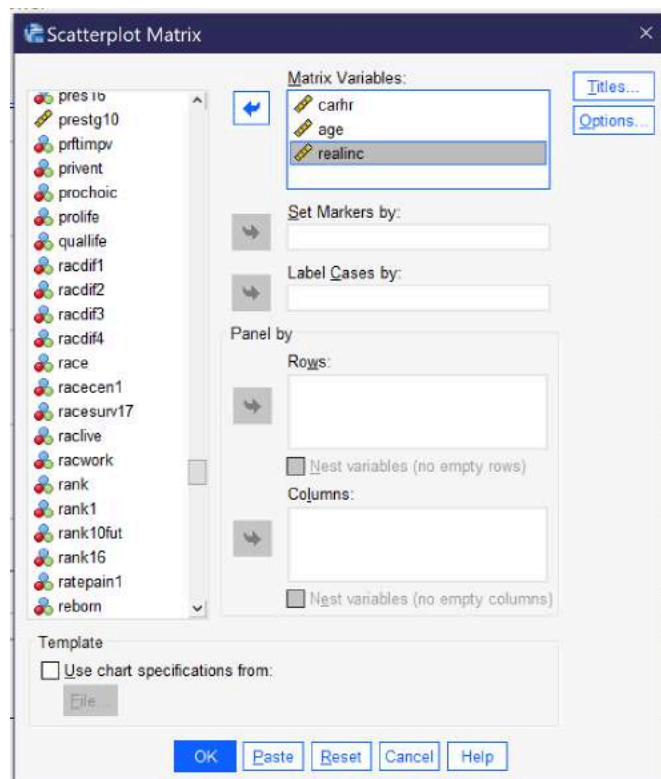 Scatterplot Matrix
pres16
prestg10
prftimpv
privent
prochoic
prolife
quallife
racdif1
racdif2
racdif3
racdif4
race
racecen1
racesurv17
raclive
racwork
rank
rank1
rank10fut
rank16
ratepain1
reborn
Matrix Variables:
carhr
age
realinc
Titles...
Options...
Set Markers by:
Label Cases by:
Panel by
Rows:
Nest variables (no empty rows)
Columns:
Nest variables (no empty columns)
Template
Use chart specifications from:
File...
OK
Paste
Reset
Cancel
Help